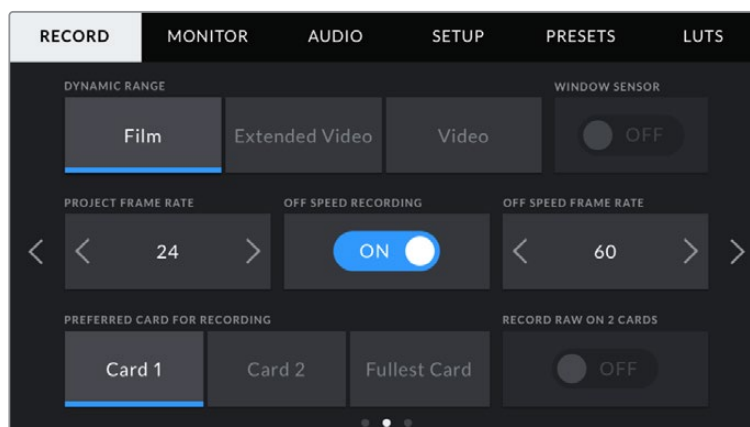 RECORD MONITOR AUDIO SETUP PRESETS LUTS
DYNAMIC RANGE WINDOW SENSOR
Film Extended Video Video OFF
PROJECT FRAME RATE OFF SPEED RECORDING OFF SPEED FRAME RATE
24 ON 60
PREFERRED CARD FOR RECORDING RECORD RAW ON 2 CARDS
Card 1 Card 2 Fullest Card OFF